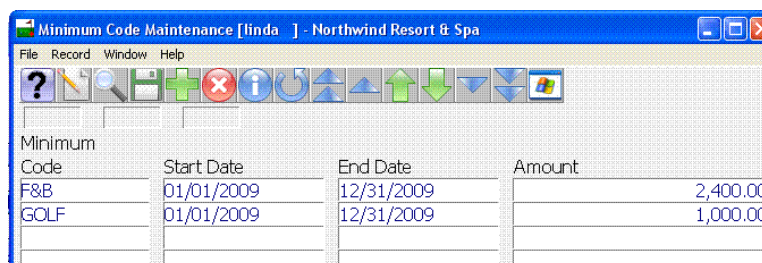 Minimum Code Maintenance [linda ] - Northwind Resort & Spa
File Record Window Help
Minimum
Code Start Date End Date Amount
F&B 01/01/2009 12/31/2009 2,400.00
GOLF 01/01/2009 12/31/2009 1,000.00